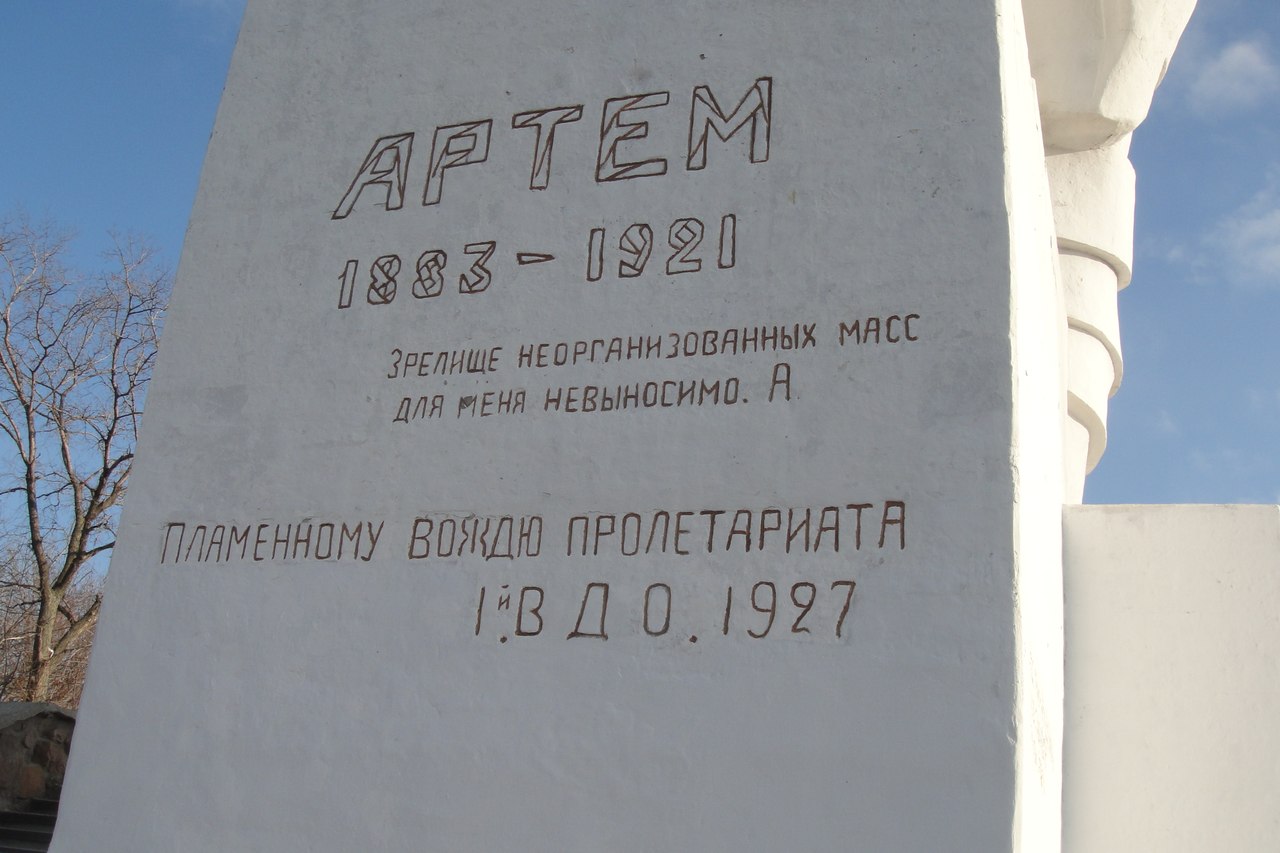 АРТЕМ
1883-1921
ЗРЕЛИЩЕ НЕОРГАНИЗОВАННЫХ МАСС
ДЛЯ МЕНЯ НЕВЫНОСИМО. А
ПЛАМЕННОМУ ВОЖДЮ ПРОЛЕТАРИАТА
1й. В Д О. 1927